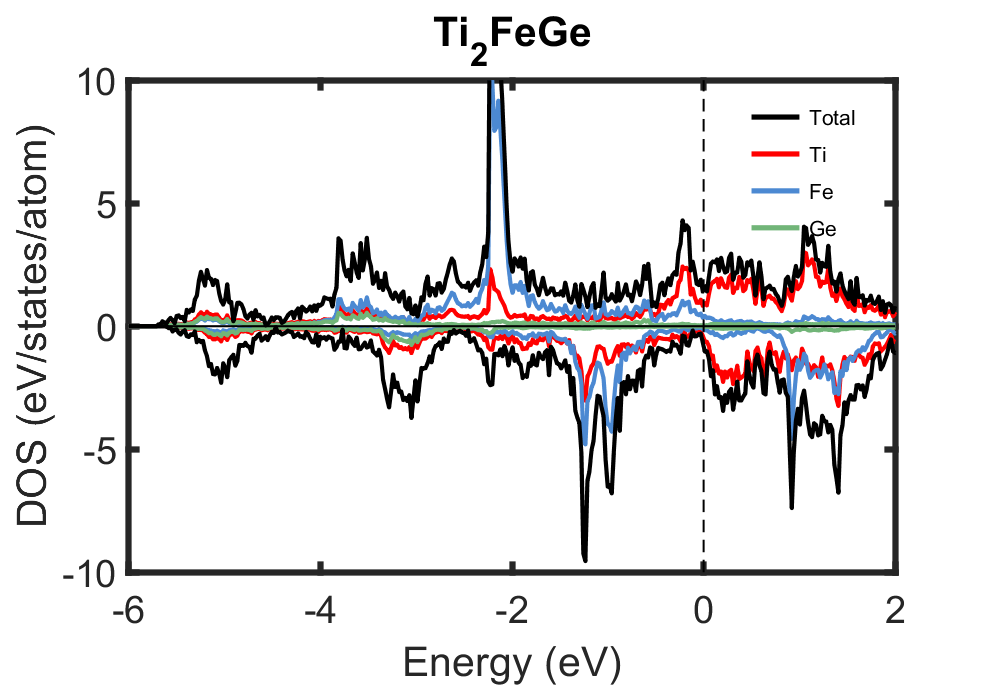 Ti2FeGe
DOS (eV/states/atom)
10
5
0
-5
-10
Total
Ti
Fe
Ge
-6
-4
-2
0
2
Energy (eV)